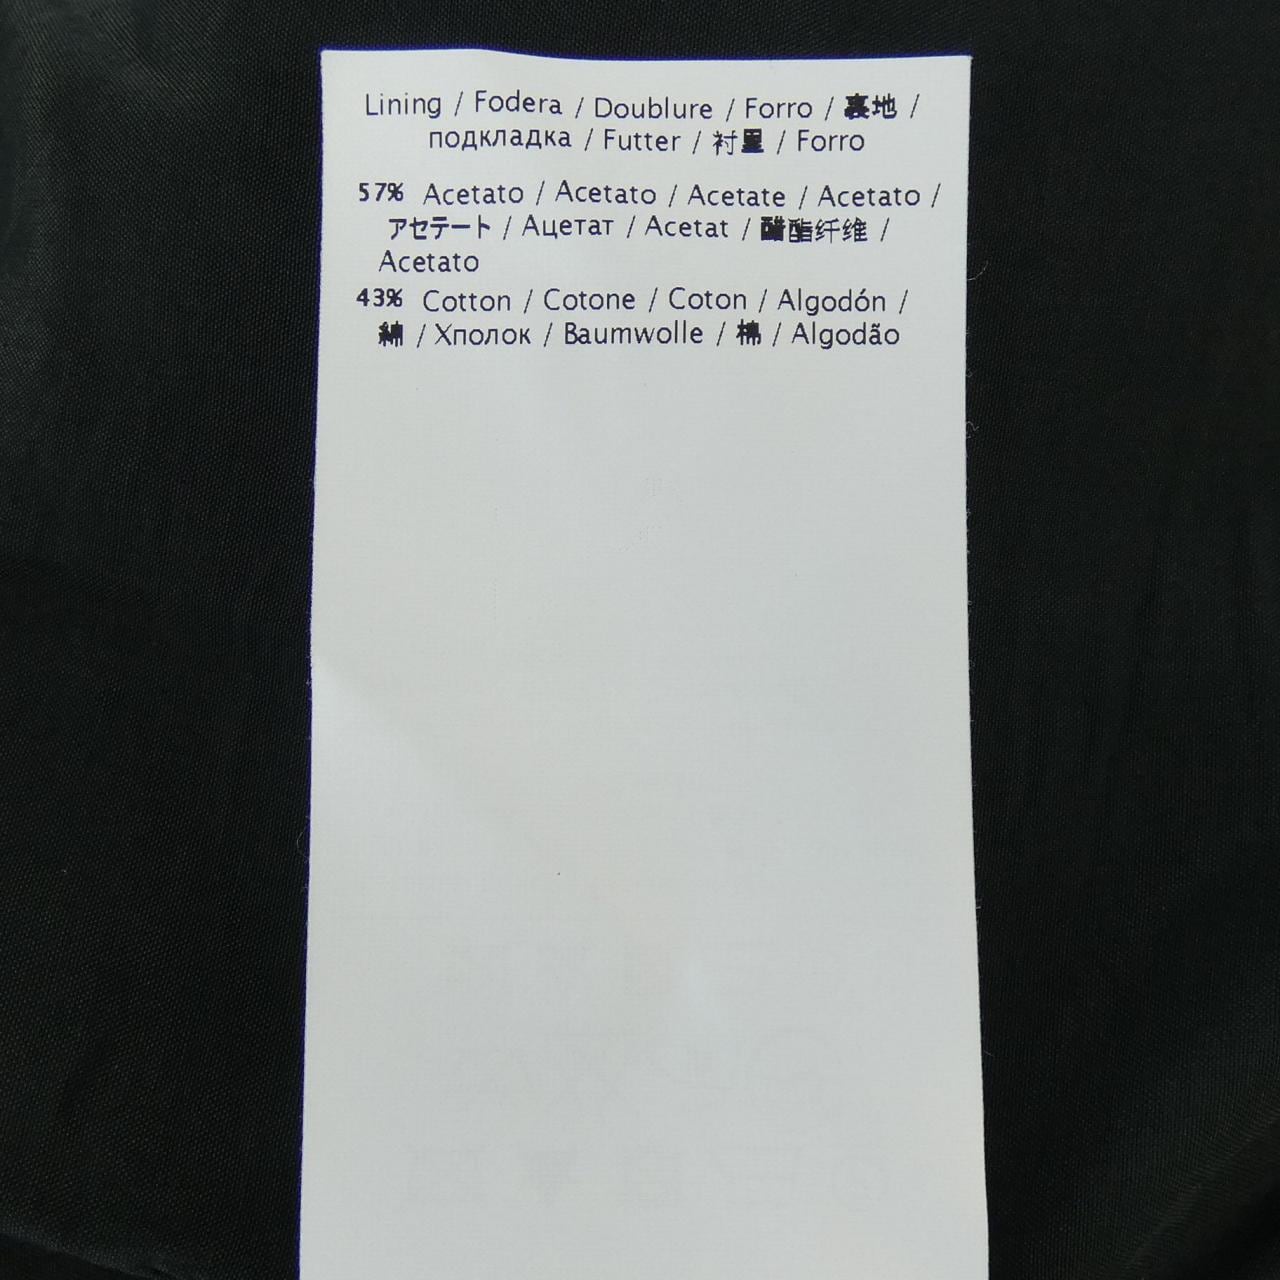 Lining / Fodera / Doublure / Forro / 裏地 /
подкладка / Futter / 衬里 / Forro
57% Acetato / Acetato / Acetate / Acetato /
アセテート / Ацетат / Acetat / 醋酯纤维 /
Acetato
43% Cotton / Cotone / Coton / Algodón /
綿 / Хполок / Baumwolle / 棉 / Algodão